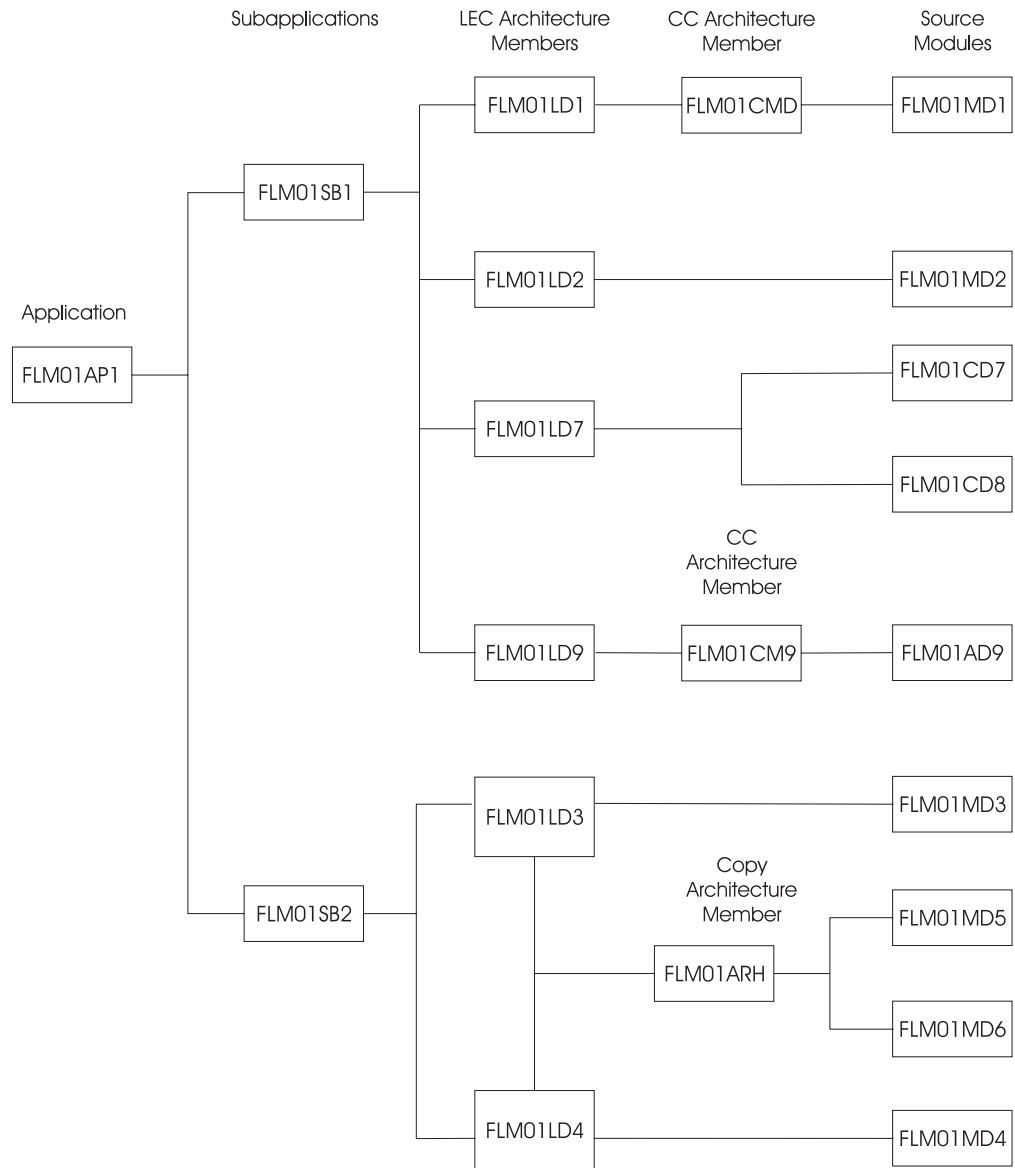 Subapplications
LEC Architecture
Members
CC Architecture
Member
Source
Modules
FLM01LD1
FLM01CMD
FLM01MD1
FLM01SB1
FLM01LD2
FLM01MD2
Application
FLM01AP1
FLM01CD7
FLM01LD7
FLM01CD8
CC
Architecture
Member
FLM01LD9
FLM01CM9
FLM01AD9
FLM01LD3
FLM01MD3
Copy
Architecture
Member
FLM01SB2
FLM01MD5
FLM01ARH
FLM01MD6
FLM01LD4
FLM01MD4